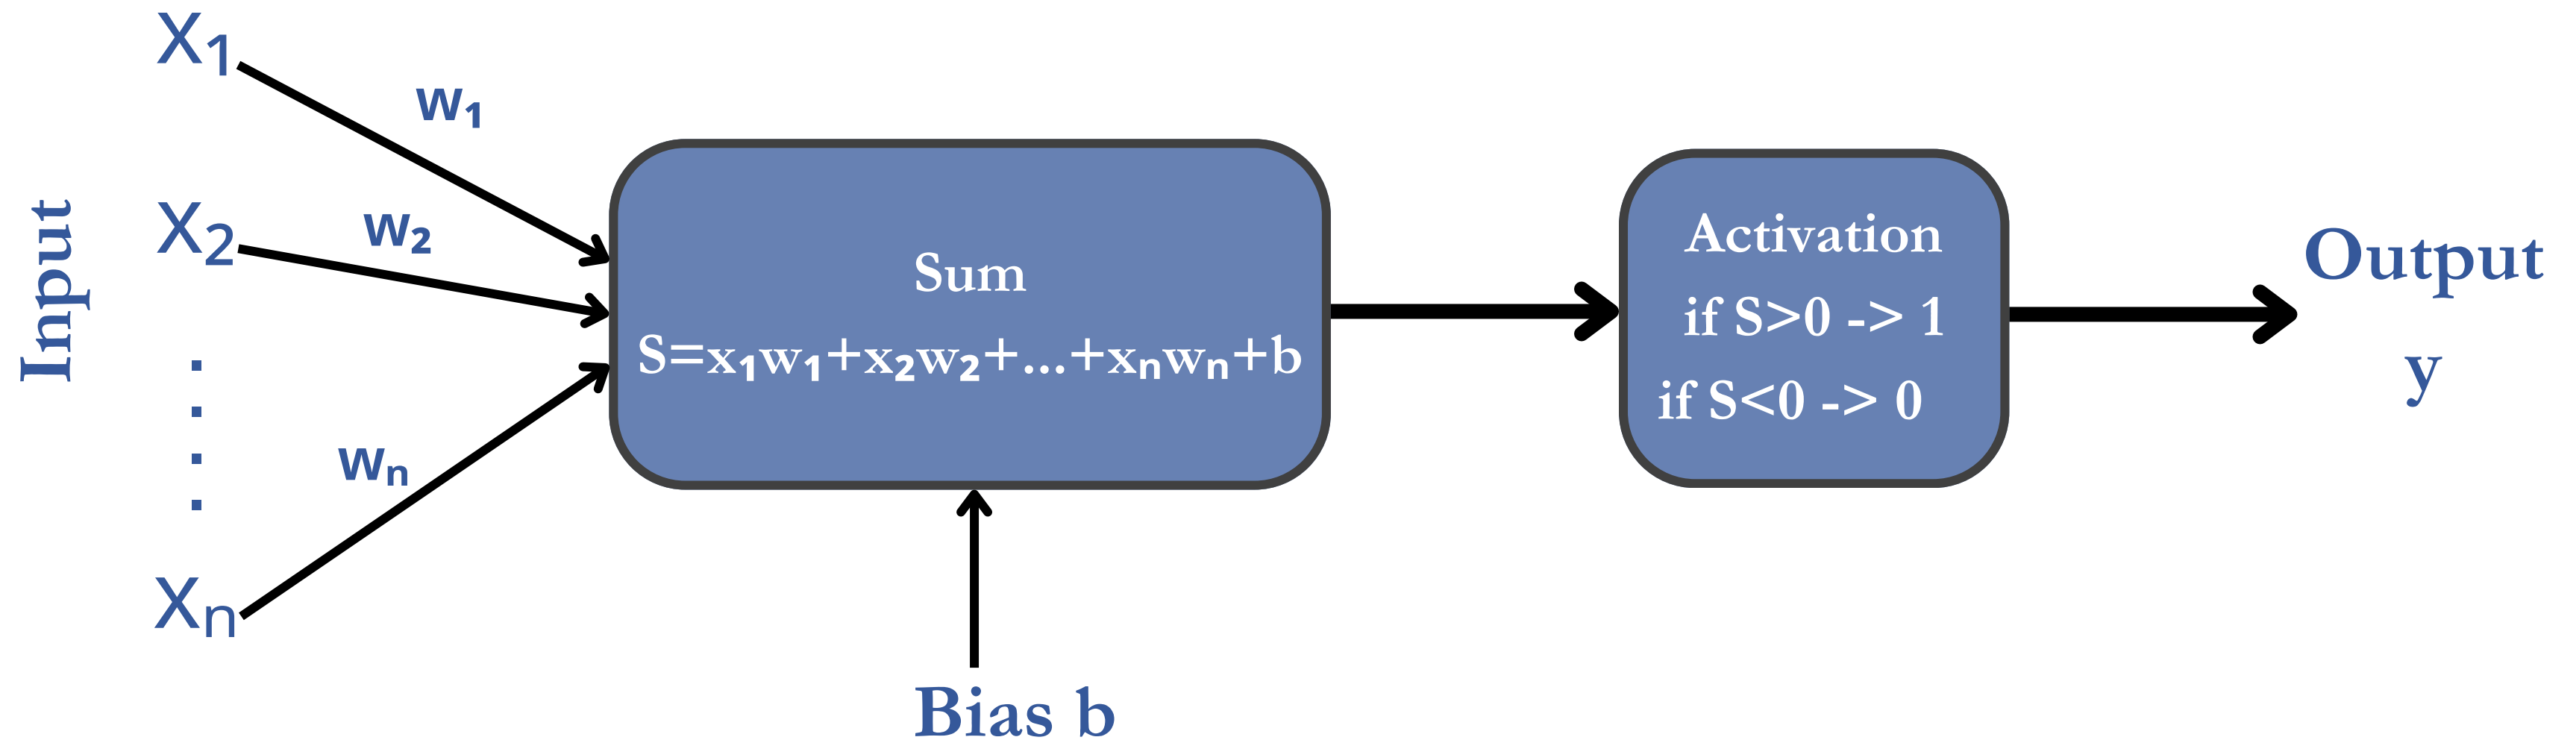 Input
X₁
w₁
X₂
w₂
Xn
wₙ
Sum
S=x₁w₁+x₂w₂+...+xₙwₙ+b
Bias b
Activation
if S>0 -> 1
if S<0 -> 0
Output
y